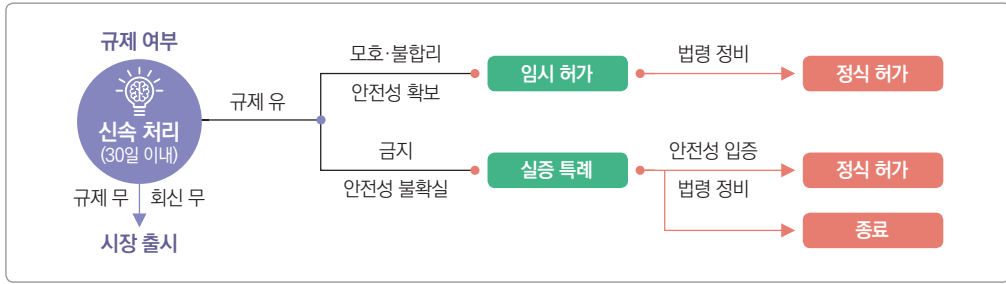 규제 여부
신속 처리
(30일 이내)
규제 무
회신 무
시장 출시
규제 유
모호·불합리
안전성 확보
임시 허가
법령 정비
정식 허가
금지
안전성 불확실
실증 특례
안전성 입증
법령 정비
정식 허가
종료